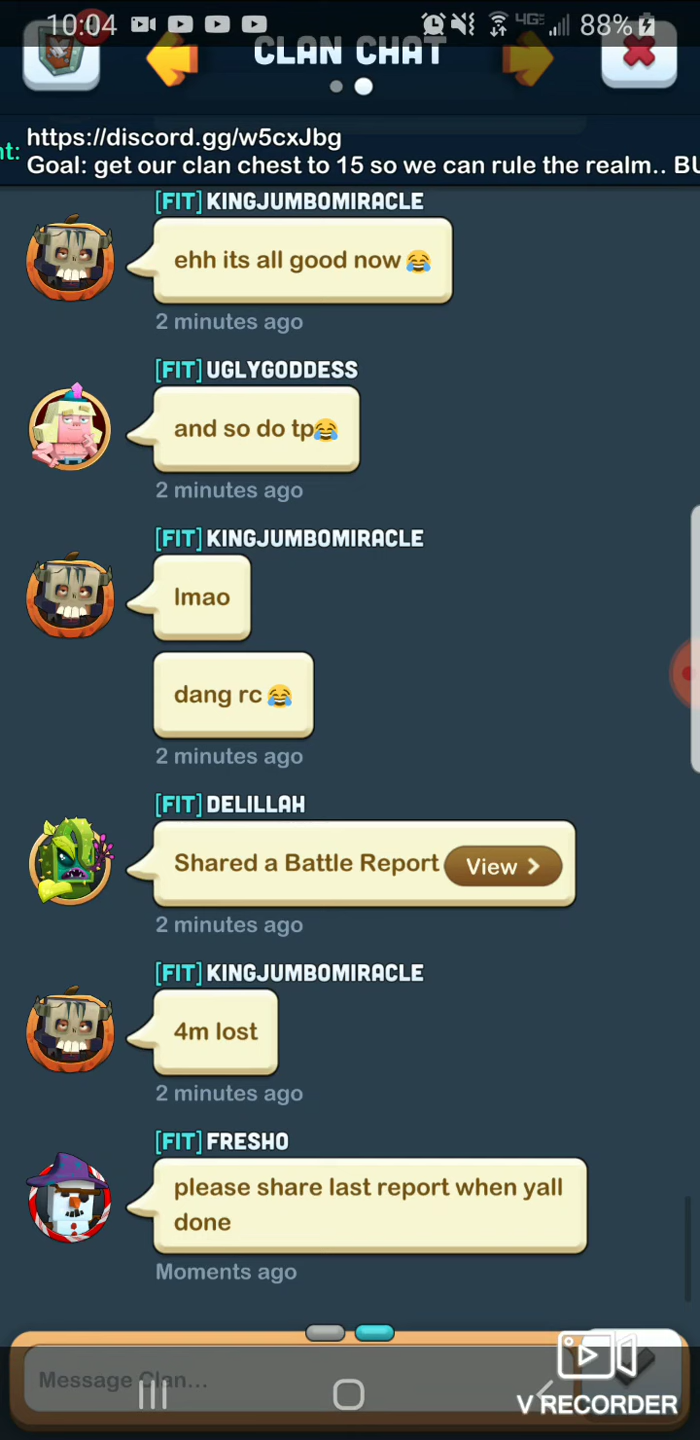 10:04
4GE
88%
CLAN CHAT
nt:
https://discord.gg/w5cxJbg
Goal: get our clan chest to 15 so we can rule the realm.. BU
[FIT] KINGJUMBOMIRACLE
ehh its all good now 😂
2 minutes ago
[FIT] UGLYGODDESS
and so do tp😂
2 minutes ago
[FIT] KINGJUMBOMIRACLE
lmao
dang rc 😂
2 minutes ago
[FIT] DELILLAH
Shared a Battle Report View >
2 minutes ago
[FIT] KINGJUMBOMIRACLE
4m lost
2 minutes ago
[FIT] FRESHO
please share last report when yall
done
Moments ago
Message Clan...
V RECORDER